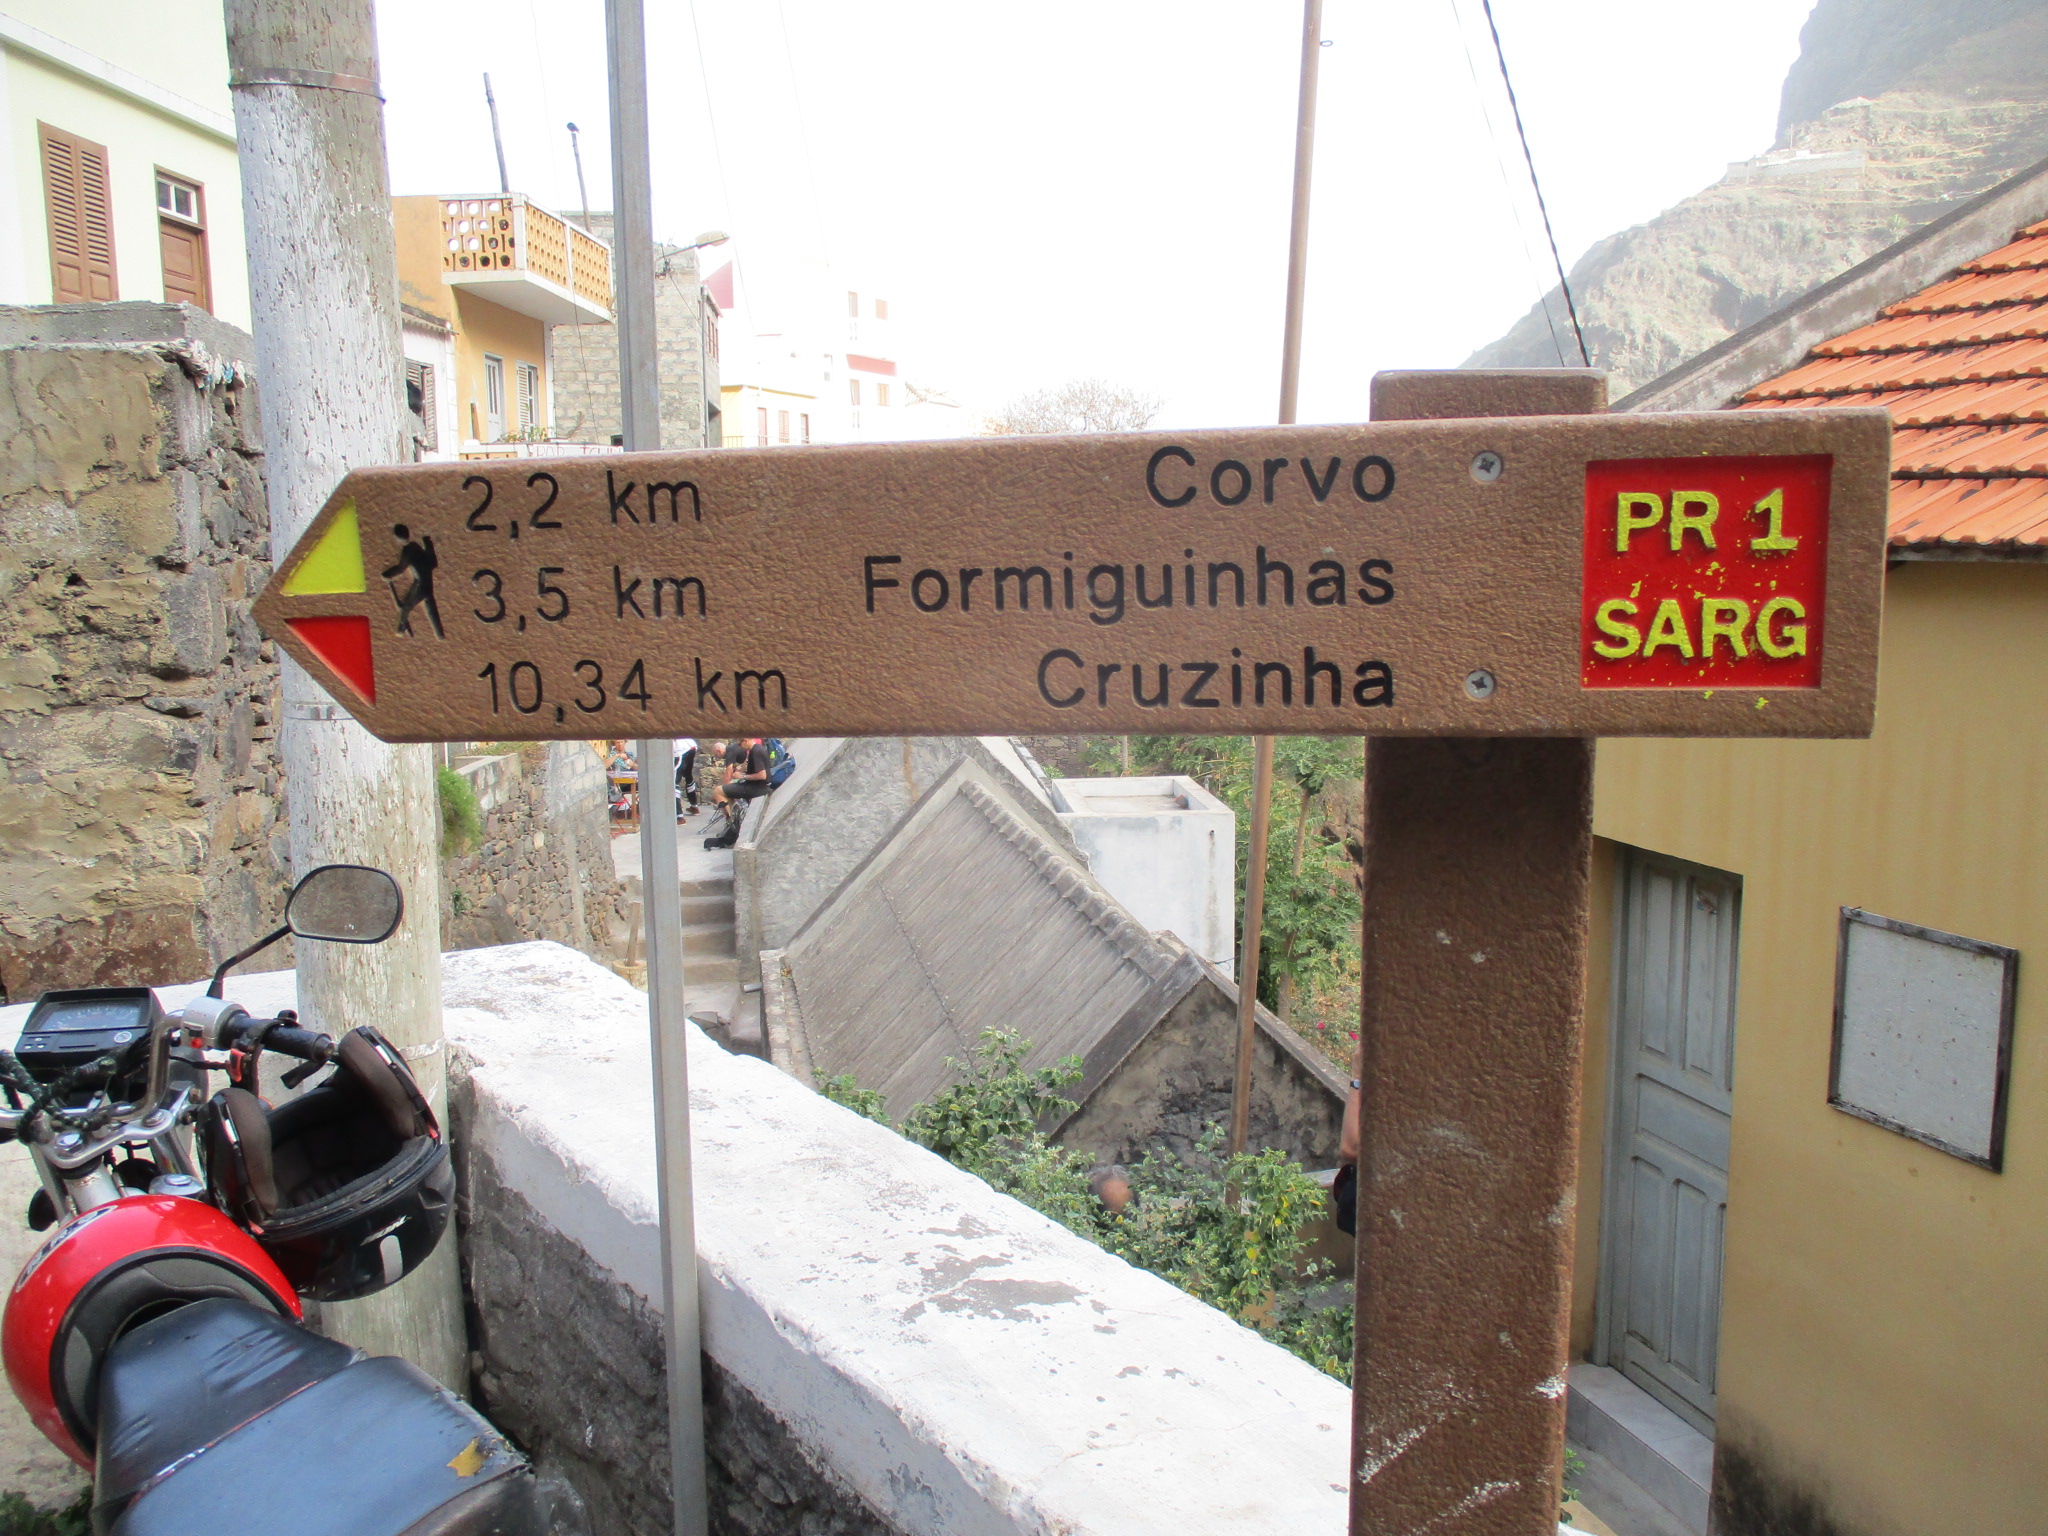 2,2 km Corvo
3,5 km Formiguinhas
10,34 km Cruzinha
PR 1
SARG